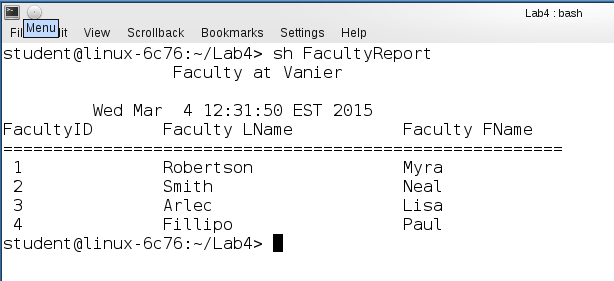 Lab4 : bash
Menu
Fil dit View Scrollback Bookmarks Settings Help
student@linux-6c76:~/Lab4> sh FacultyReport
Faculty at Vanier
Wed Mar  4 12:31:50 EST 2015
FacultyID Faculty LName Faculty FName
========================================================
1 Robertson Myra
2 Smith Neal
3 Arlec Lisa
4 Fillipo Paul
student@linux-6c76:~/Lab4>